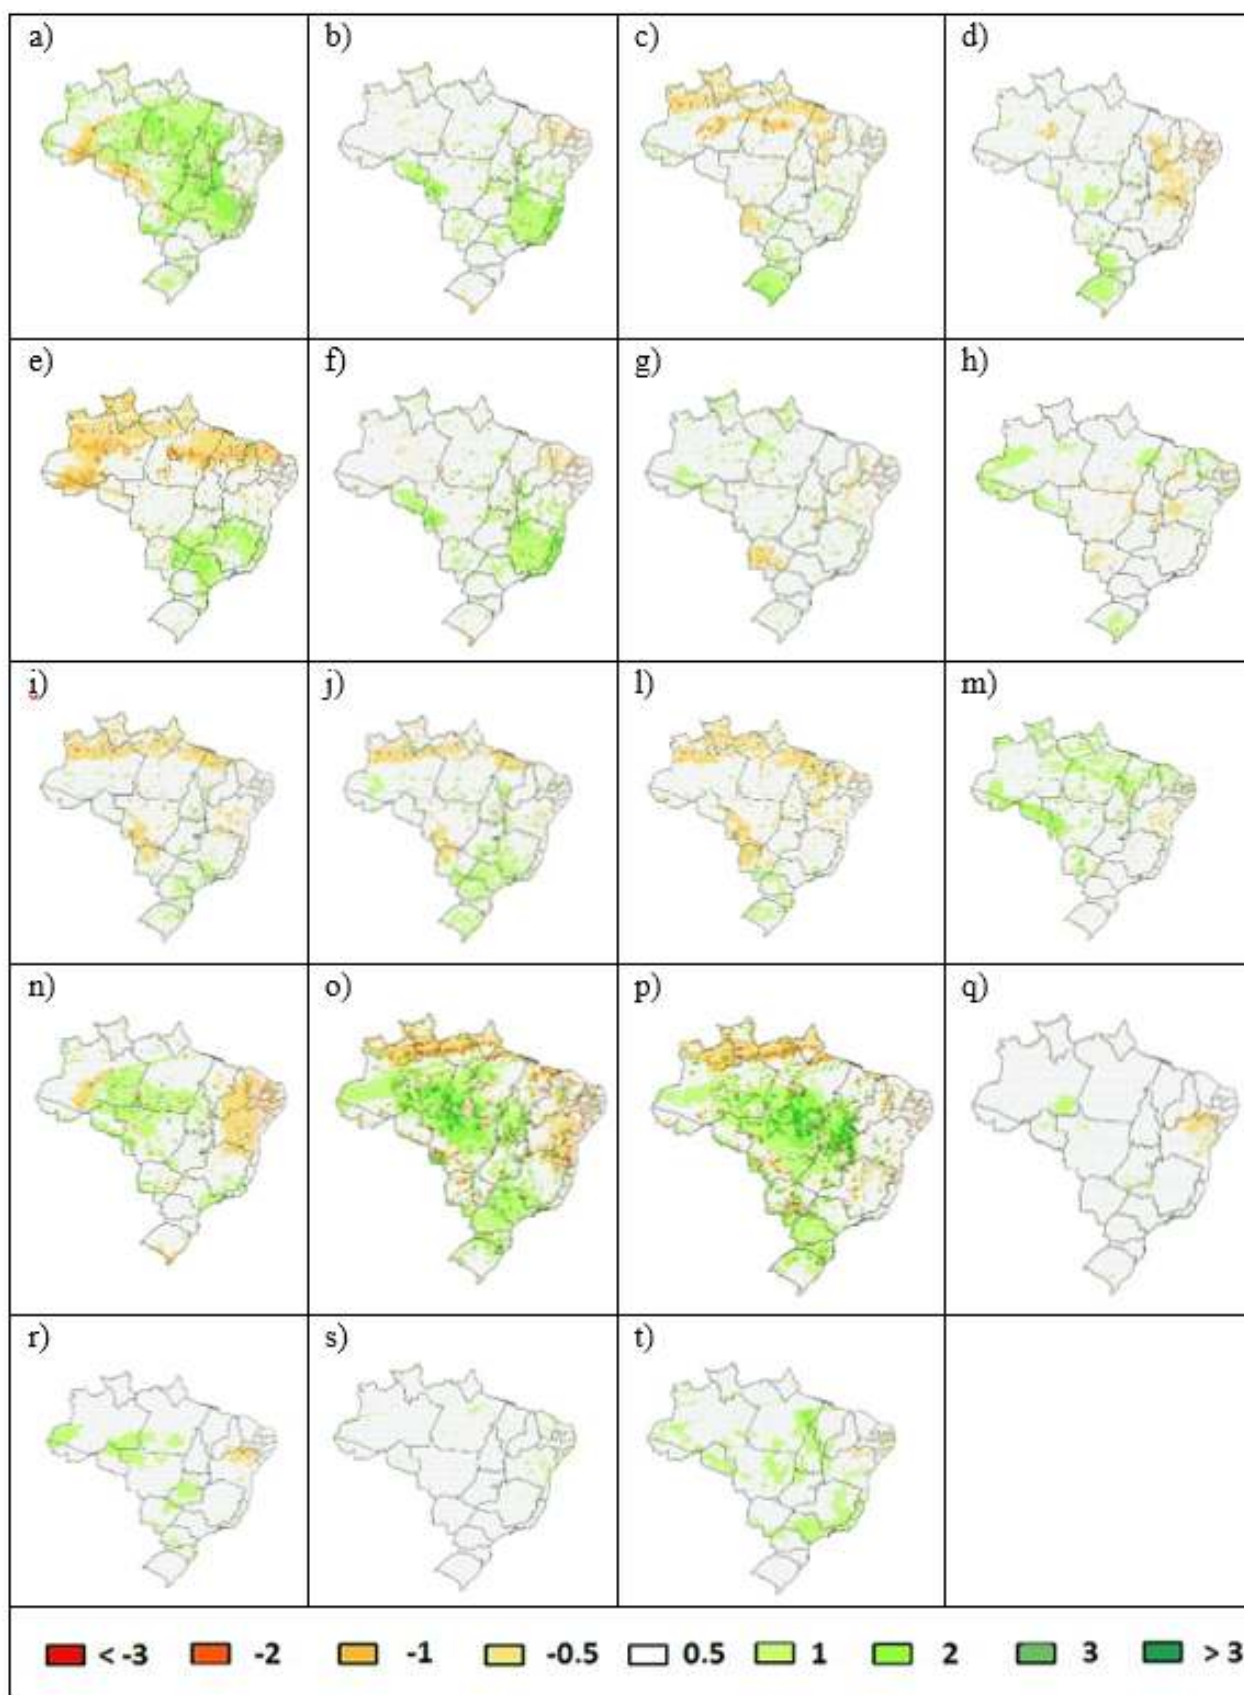 a) b) c) d)
e) f) g) h)
i) j) l) m)
n) o) p) q)
r) s) t)
< -3 -2 -1 -0.5 0.5 1 2 3 > 3